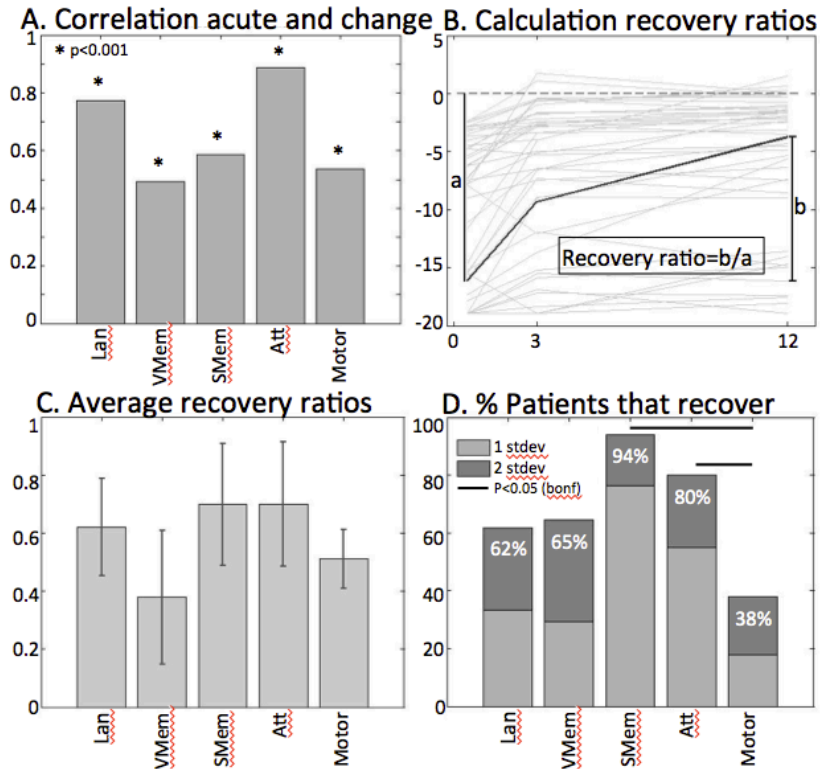 A. Correlation acute and change
1
* p<0.001
*
*
*
*
*
0.8
0.6
0.4
0.2
0
Lan
VMem
SMem
Att
Motor
B. Calculation recovery ratios
5
0
-5
-10
-15
-20
a
b
Recovery ratio=b/a
0
3
12
C. Average recovery ratios
1
0.8
0.6
0.4
0.2
0
Lan
VMem
SMem
Att
Motor
D. % Patients that recover
100
80
60
40
20
0
1 stdev
2 stdev
P<0.05 (bonf)
62%
65%
94%
80%
38%
Lan
VMem
SMem
Att
Motor